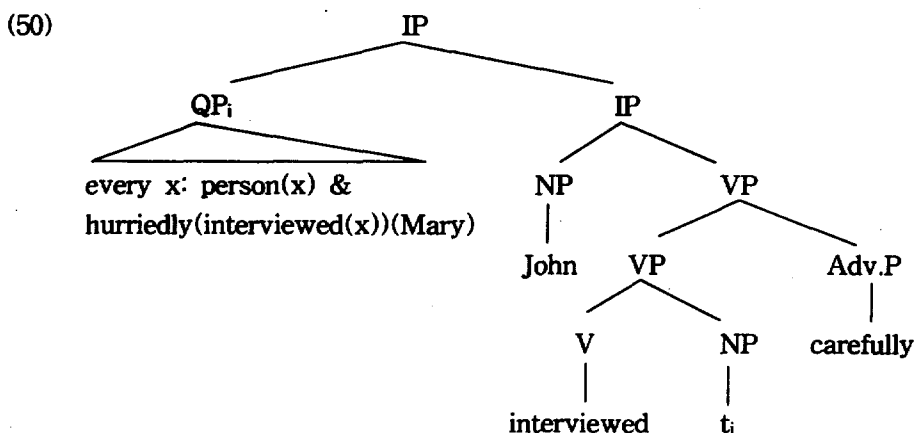 (50) IP
QPi IP
every x: person(x) & NP VP
hurriedly(interviewed(x))(Mary)
John VP Adv.P
V NP carefully
interviewed ti